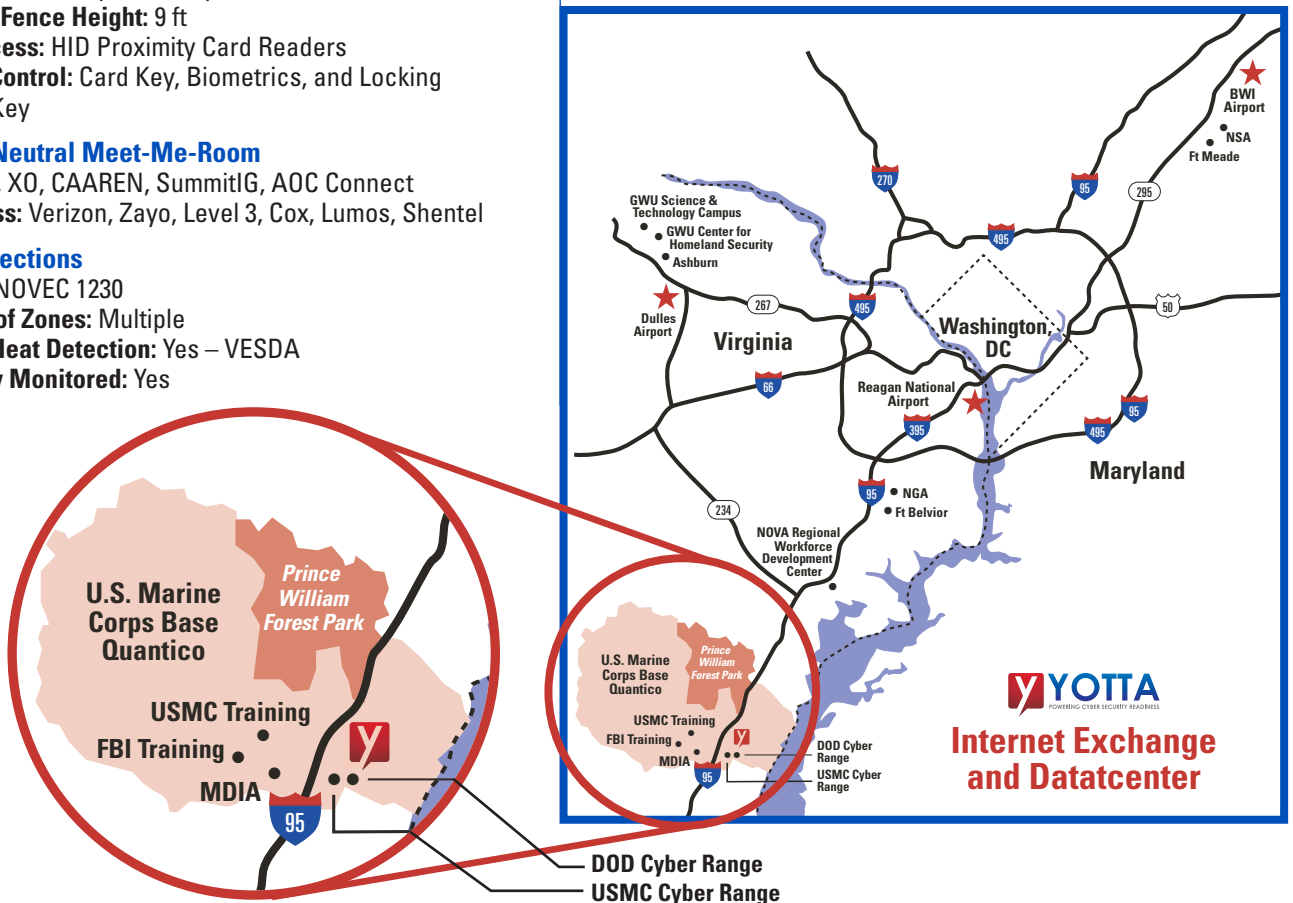 Fence Height: 9 ft
cess: HID Proximity Card Readers
Control: Card Key, Biometrics, and Locking
Key
Neutral Meet-Me-Room
, XO, CAAREN, SummitIG, AOC Connect
ss: Verizon, Zayo, Level 3, Cox, Lumos, Shentel
ections
NOVEC 1230
of Zones: Multiple
Heat Detection: Yes – VESDA
y Monitored: Yes
U.S. Marine
Corps Base
Quantico
Prince
William
Forest Park
USMC Training
FBI Training
MDIA
y
95
DOD Cyber Range
USMC Cyber Range
BWI
Airport
NSA
Ft Meade
270
95
295
GWU Science &
Technology Campus
GWU Center for
Homeland Security
Ashburn
495
Dulles
Airport
267
495
50
Virginia
Washington,
DC
66
Reagan National
Airport
395
95
495
Maryland
95
NGA
Ft Belvior
234
NOVA Regional
Workforce
Development
Center
U.S. Marine
Corps Base
Quantico
Prince
William
Forest Park
USMC Training
FBI Training
MDIA
y
95
DOD Cyber
Range
USMC Cyber
Range
y YOTTA
POWERING CYBER SECURITY READINESS
Internet Exchange
and Datatcenter